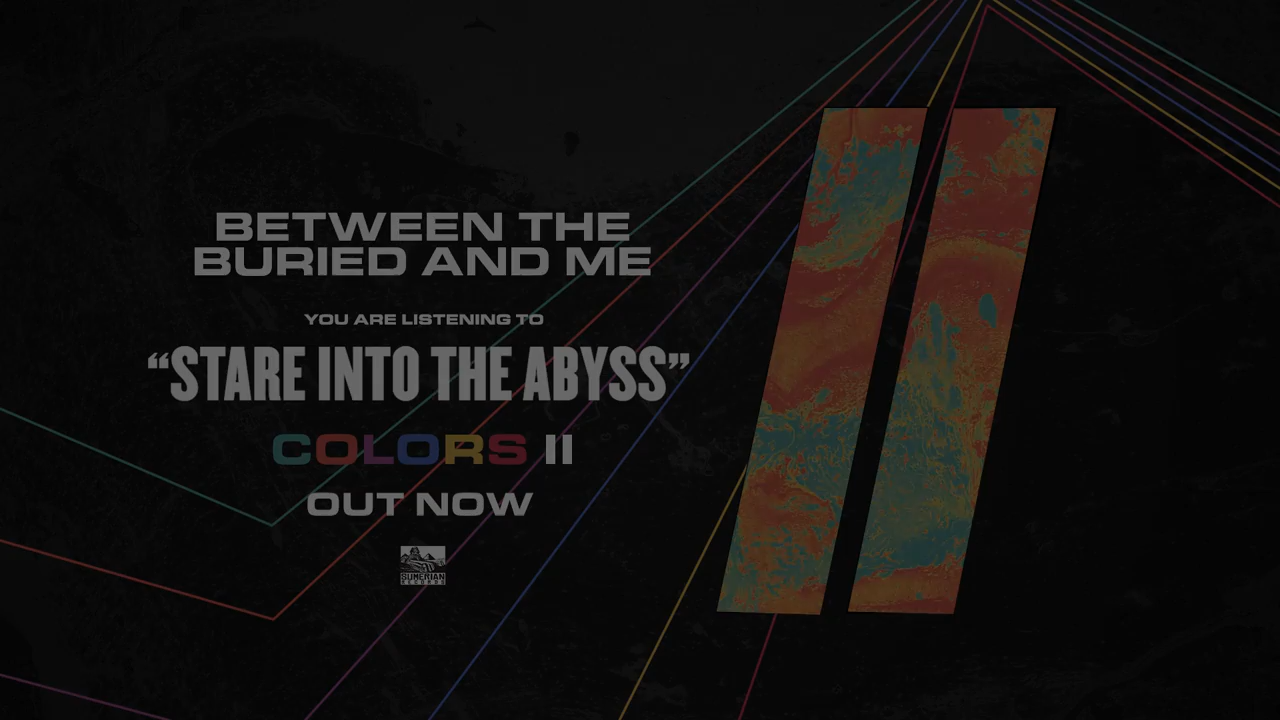 BETWEEN THE
BURIED AND ME
YOU ARE LISTENING TO
“STARE INTO THE ABYSS”
COLORS II
OUT NOW
SUMERIAN
RECORDS